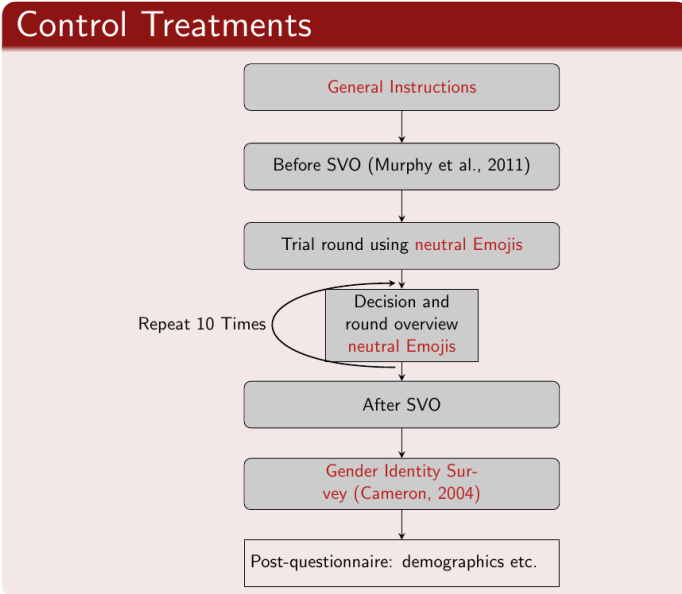 Control Treatments
General Instructions
Before SVO (Murphy et al., 2011)
Trial round using neutral Emojis
Decision and
round overview
neutral Emojis
Repeat 10 Times
After SVO
Gender Identity Sur-
vey (Cameron, 2004)
Post-questionnaire: demographics etc.